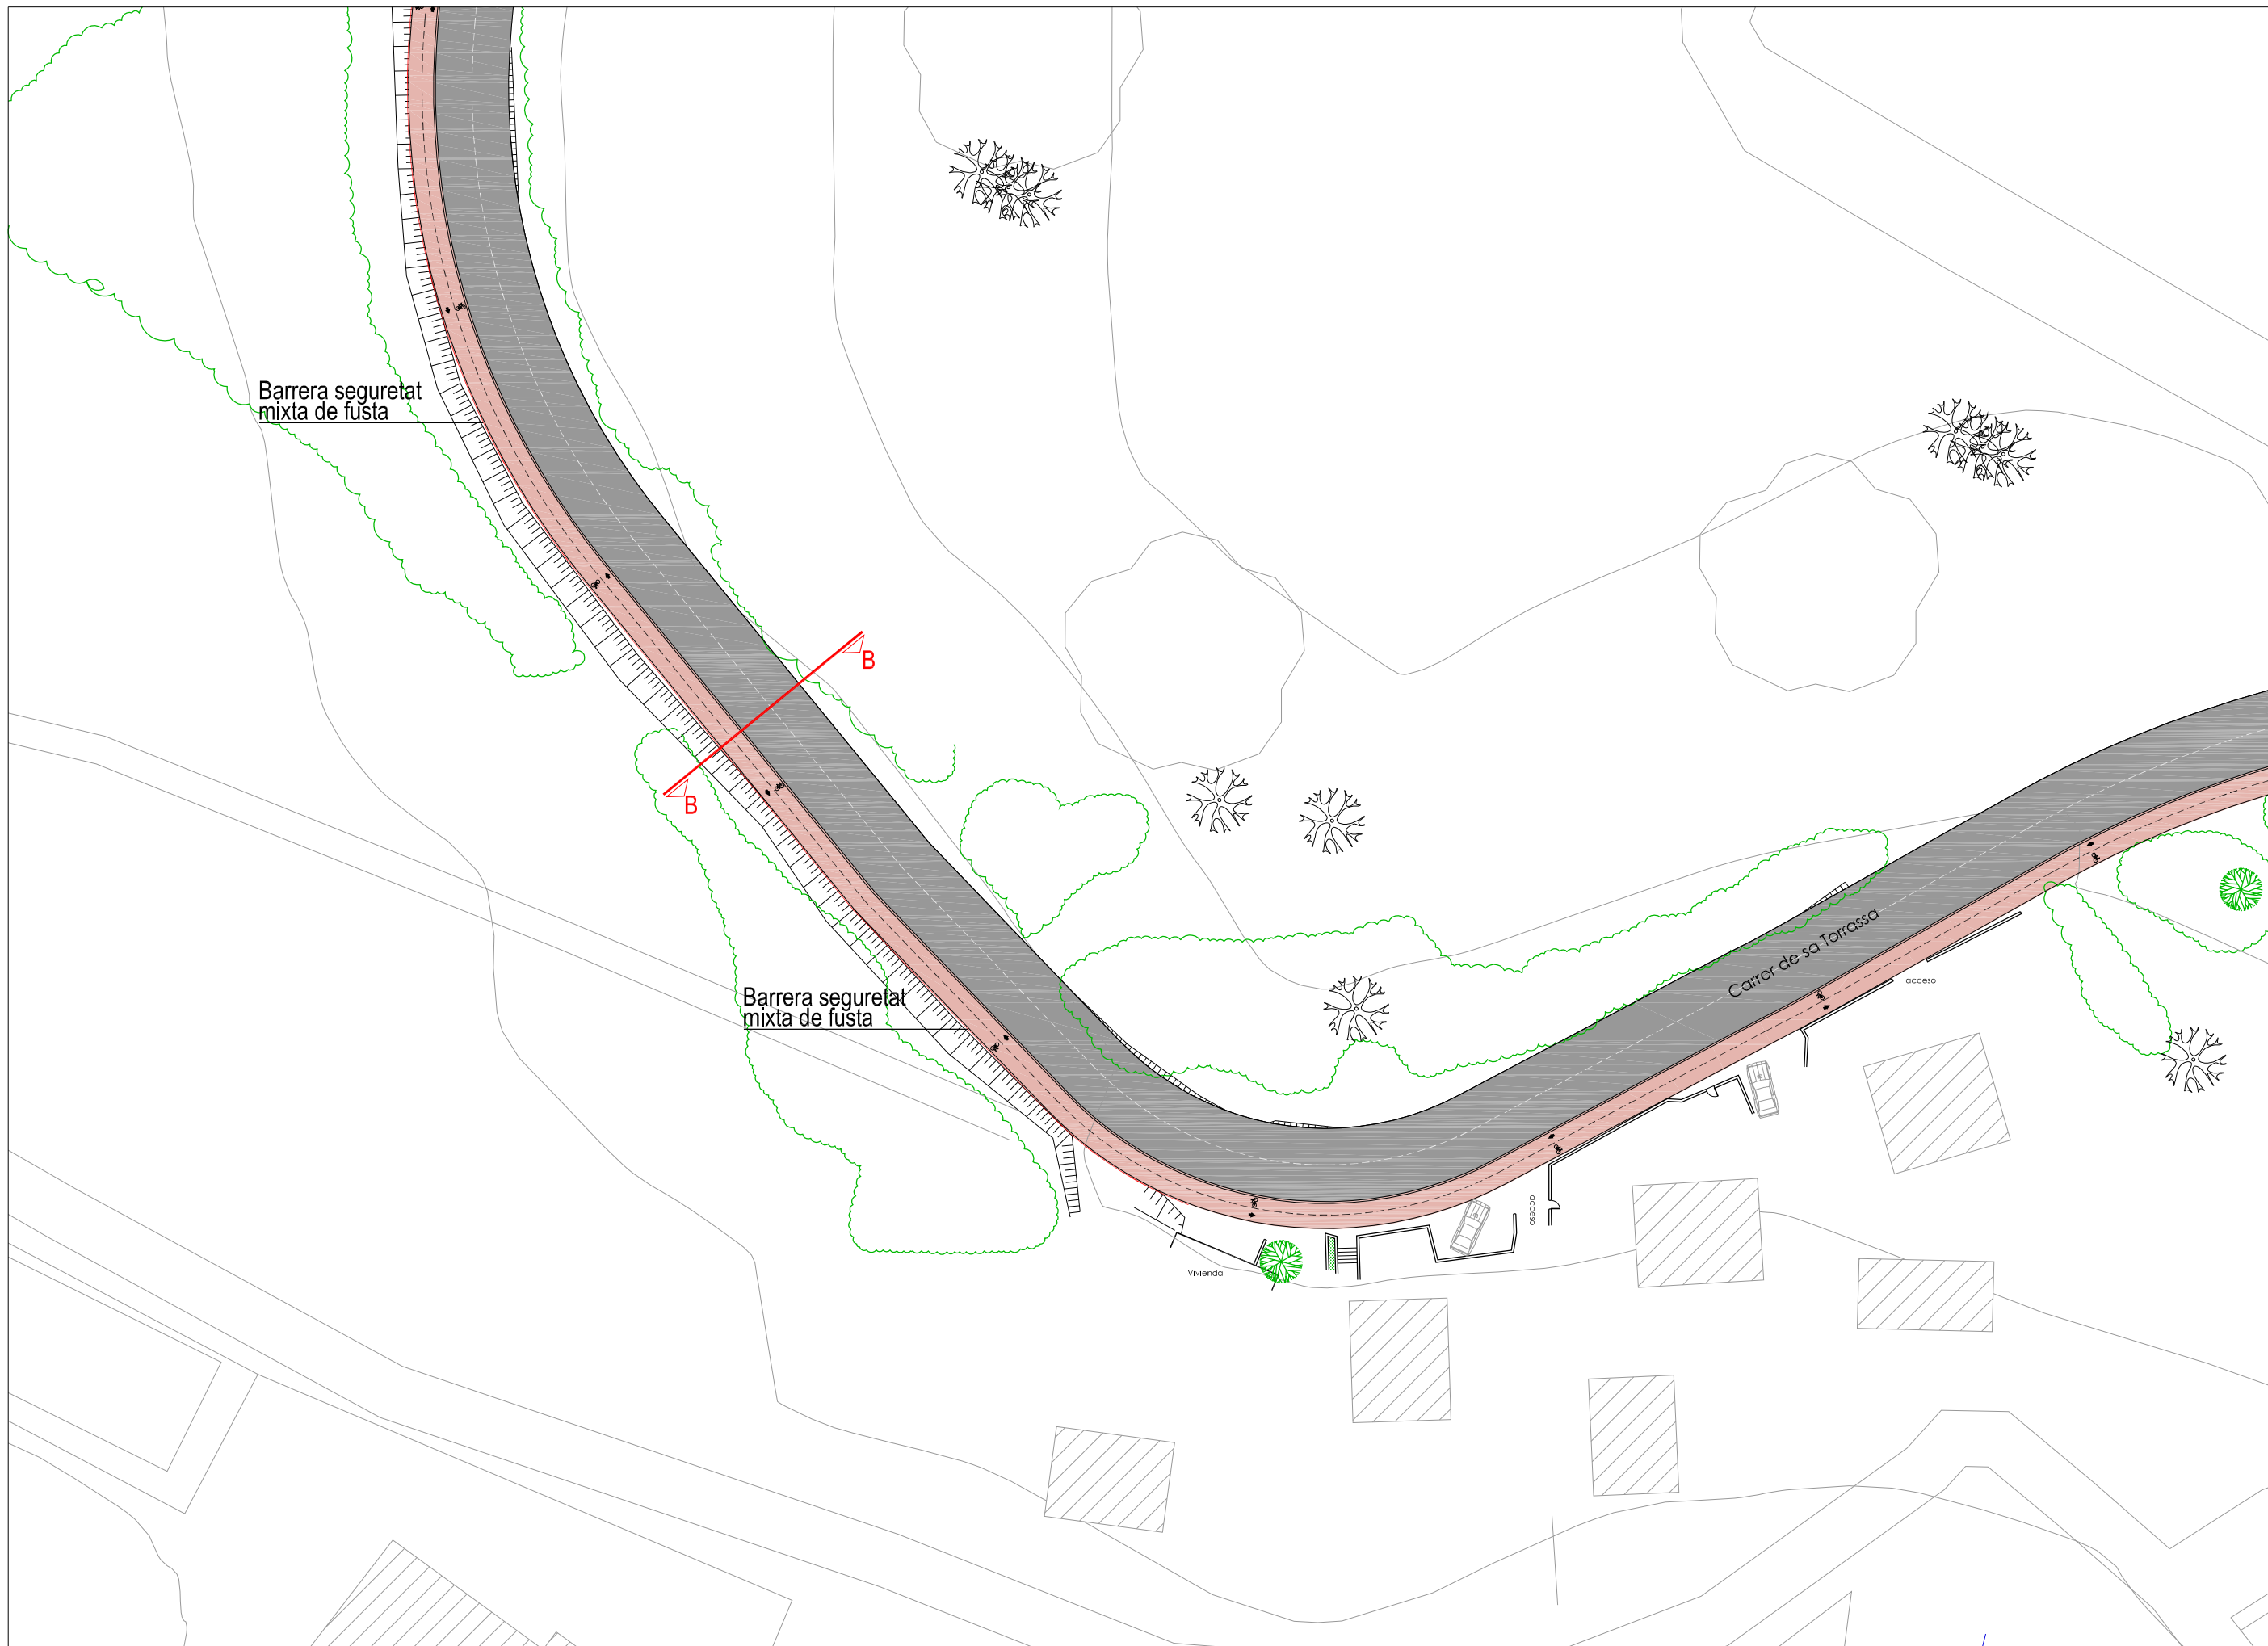 Barrera seguretat
mixta de fusta
B
B
Carrer de sa Torrassa
acceso
Barrera seguretat
mixta de fusta
acceso
Vivienda